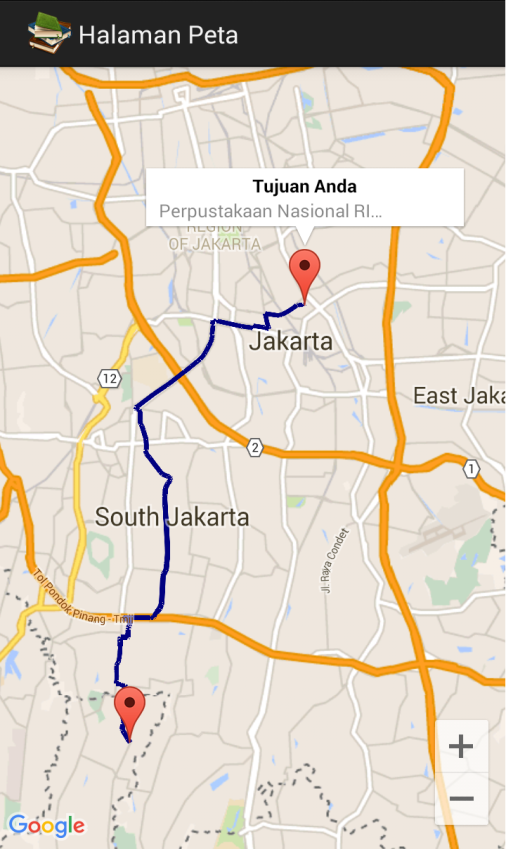 Halaman Peta
Tujuan Anda
Perpustakaan Nasional RI...
REGION
OF JAKARTA
Jakarta
12
East Jaka
2
1
South Jakarta
Jl. Raya Condet
Tol Pondok Pinang - Tmii
+
−
Google